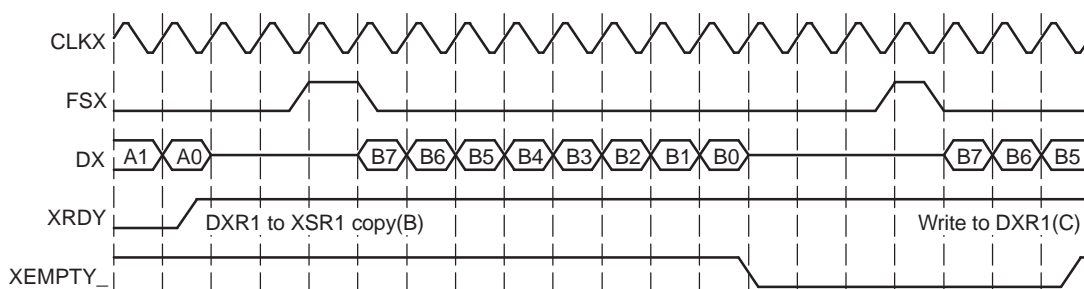 CLKX
FSX
DX A1 A0 B7 B6 B5 B4 B3 B2 B1 B0 B7 B6 B5
XRDY DXR1 to XSR1 copy(B) Write to DXR1(C)
XEMPTY_